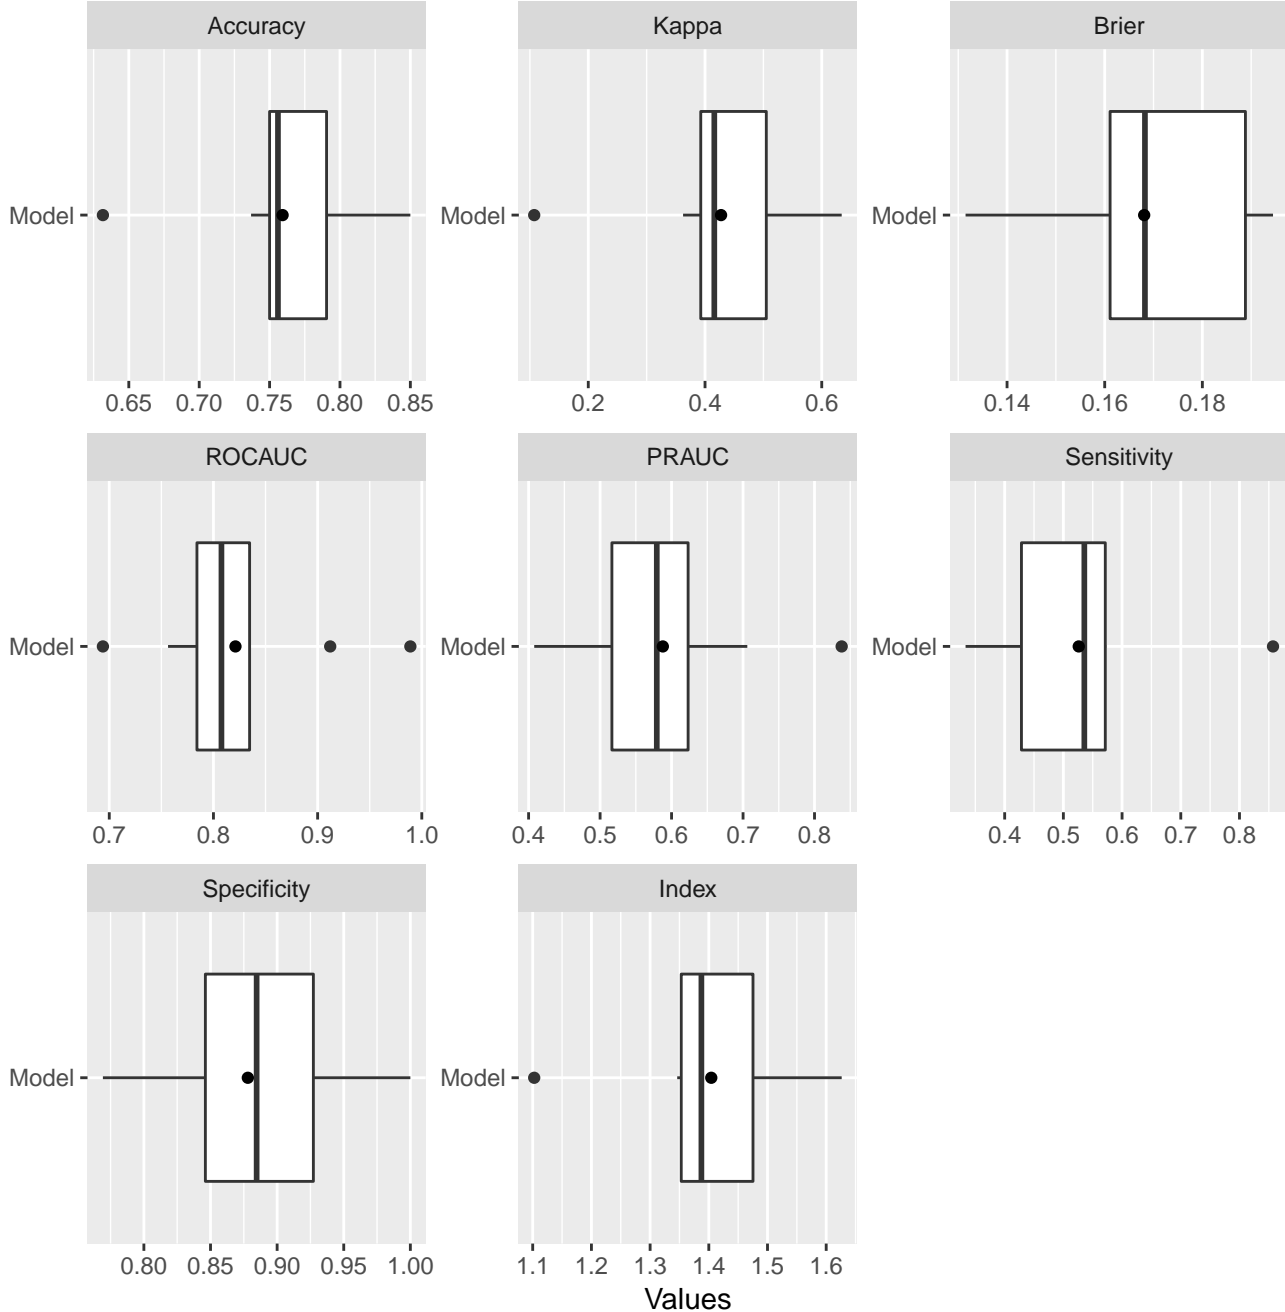 Accuracy Kappa Brier
Model Model Model
0.65 0.70 0.75 0.80 0.85 0.2 0.4 0.6 0.14 0.16 0.18
ROCAUC PRAUC Sensitivity
Model Model Model
0.7 0.8 0.9 1.0 0.4 0.5 0.6 0.7 0.8 0.4 0.5 0.6 0.7 0.8
Specificity Index
Model Model
0.80 0.85 0.90 0.95 1.00 1.1 1.2 1.3 1.4 1.5 1.6
Values